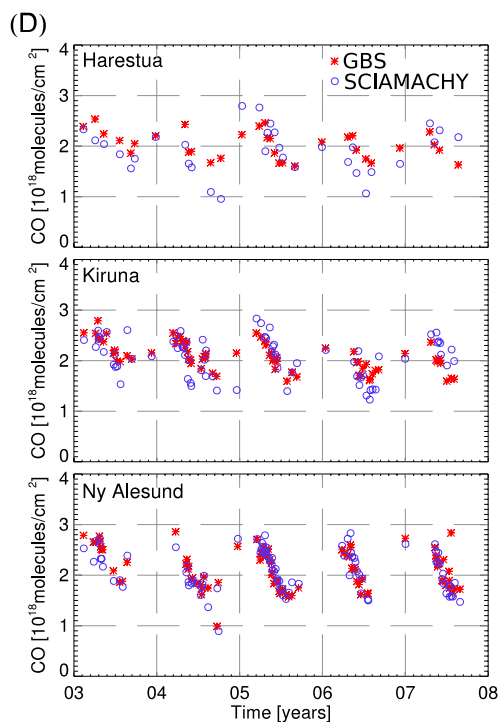 (D)
4
Harestua
GBS
SCIAMACHY
3
2
1
0
CO [10^18 molecules/cm^2]
4
Kiruna
3
2
1
0
CO [10^18 molecules/cm^2]
4
Ny Alesund
3
2
1
0
CO [10^18 molecules/cm^2]
03 04 05 06 07 08
Time [years]